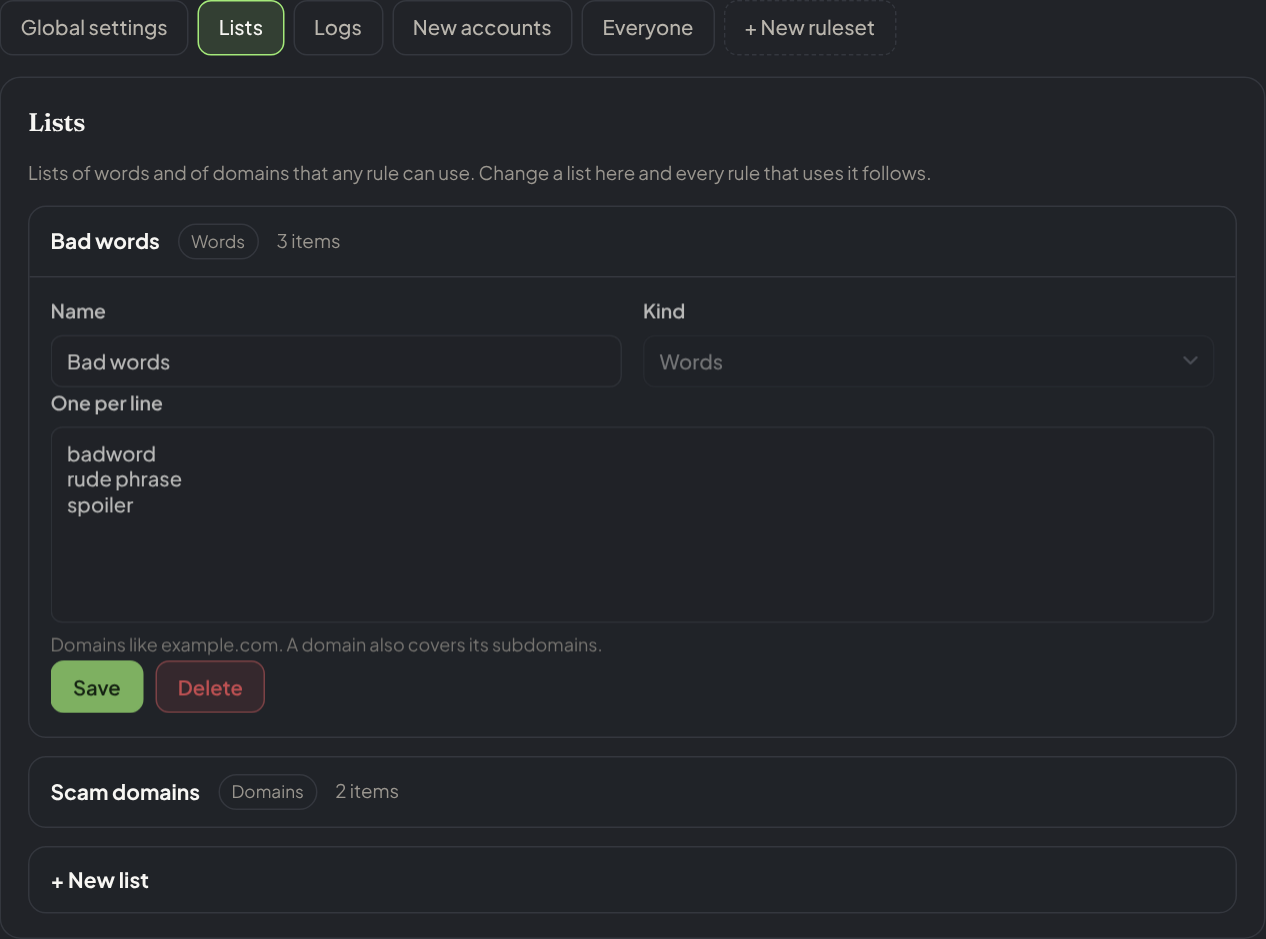 Global settings
Lists
Logs
New accounts
Everyone
+ New ruleset
Lists
Lists of words and of domains that any rule can use. Change a list here and every rule that uses it follows.
Bad words Words 3 items
Name
Kind
Bad words
Words
One per line
badword
rude phrase
spoiler
Domains like example.com. A domain also covers its subdomains.
Save
Delete
Scam domains Domains 2 items
+ New list